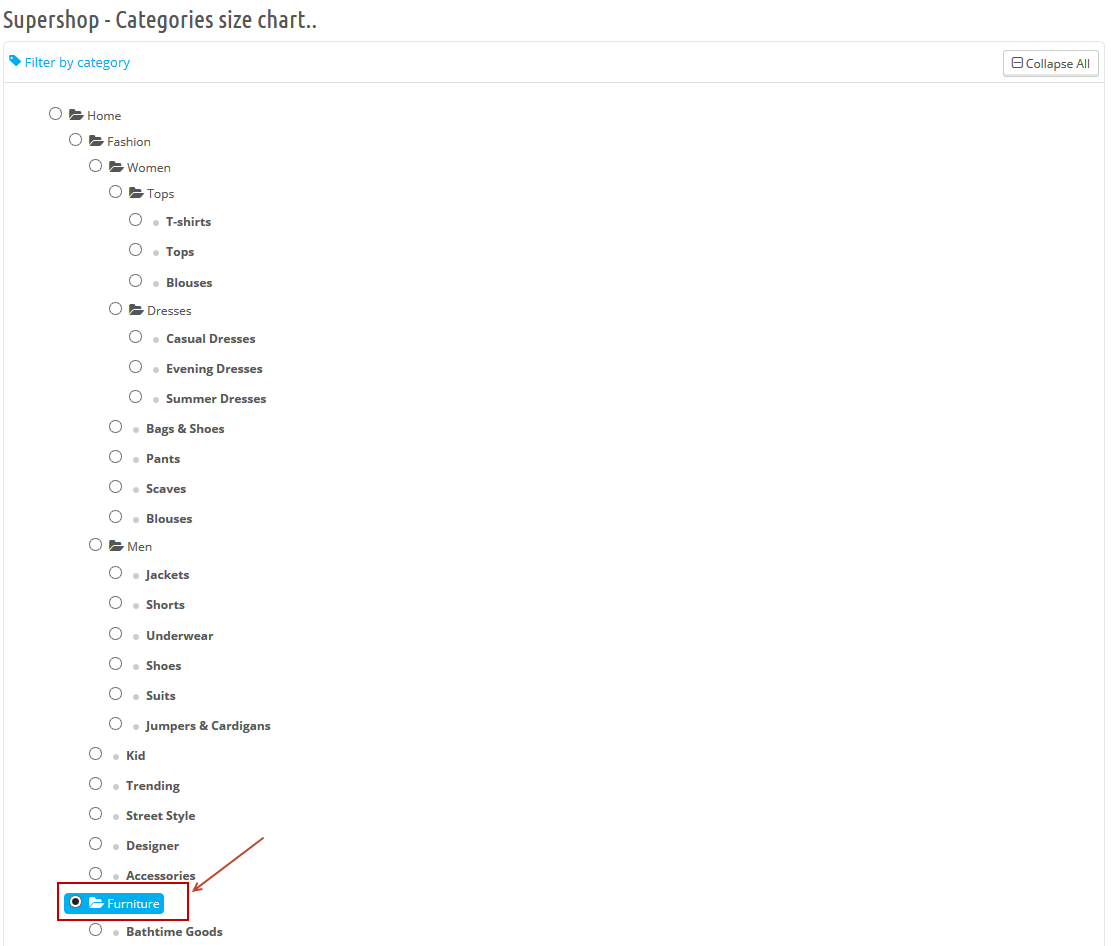 Supershop - Categories size chart..
Filter by category
Collapse All
Home
Fashion
Women
Tops
T-shirts
Tops
Blouses
Dresses
Casual Dresses
Evening Dresses
Summer Dresses
Bags & Shoes
Pants
Scaves
Blouses
Men
Jackets
Shorts
Underwear
Shoes
Suits
Jumpers & Cardigans
Kid
Trending
Street Style
Designer
Accessories
Furniture
Bathtime Goods